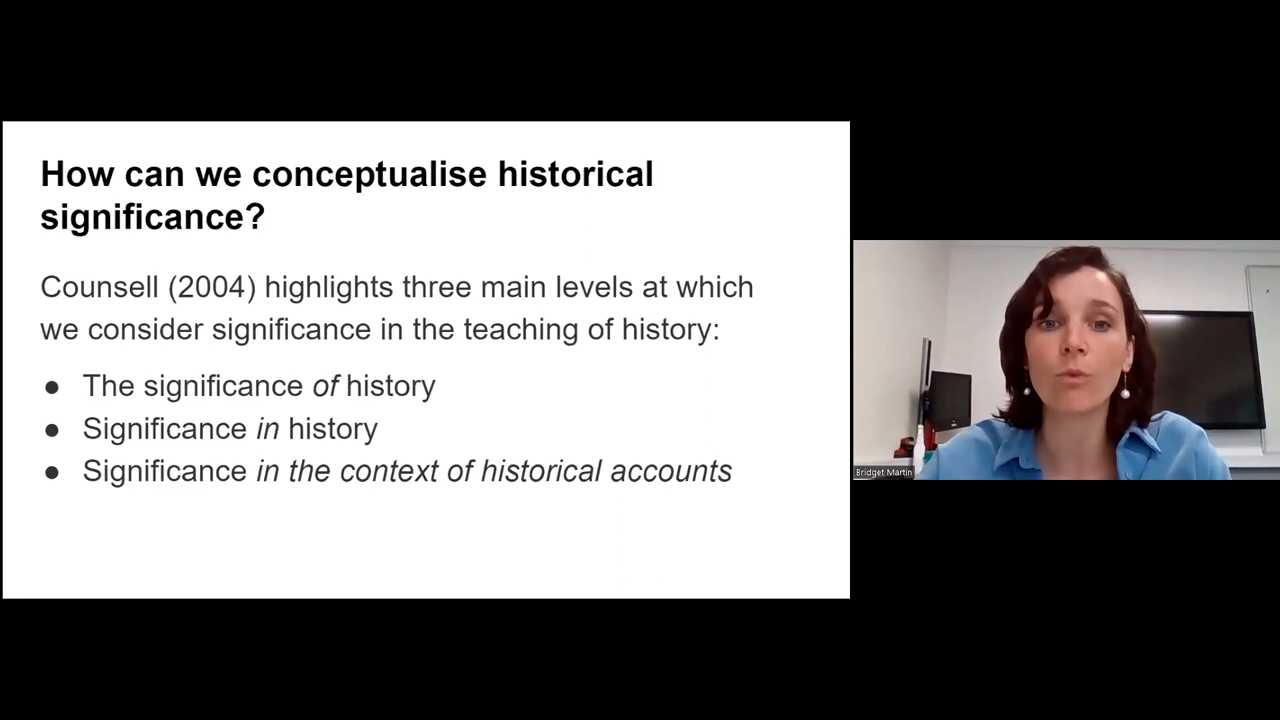 How can we conceptualise historical
significance?
Counsell (2004) highlights three main levels at which
we consider significance in the teaching of history:
● The significance of history
● Significance in history
● Significance in the context of historical accounts
Bridget Martin